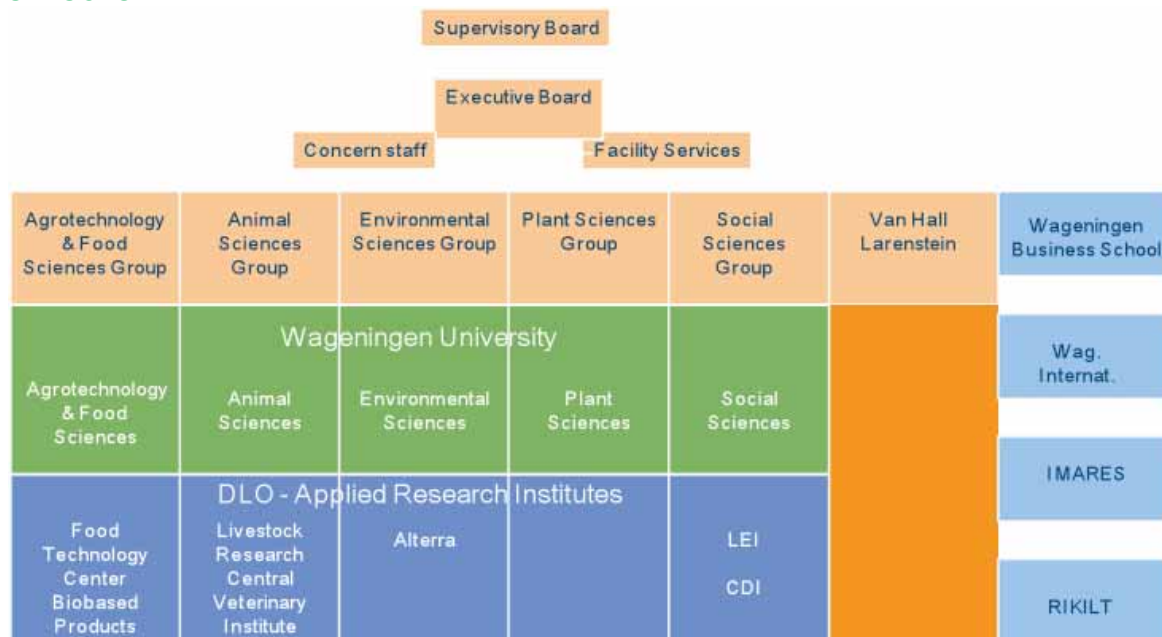 Supervisory Board
Executive Board
Concern staff
Facility Services
Agrotechnology
& Food
Sciences Group
Animal
Sciences
Group
Environmental
Sciences Group
Plant Sciences
Group
Social
Sciences
Group
Van Hall
Larenstein
Wageningen
Business School
Wageningen University
Agrotechnology
& Food
Sciences
Animal
Sciences
Environmental
Sciences
Plant
Sciences
Social
Sciences
Wag.
Internat.
IMARES
DLO - Applied Research Institutes
Food
Technology
Center
Biobased
Products
Livestock
Research
Central
Veterinary
Institute
Alterra
LEI
CDI
RIKILT